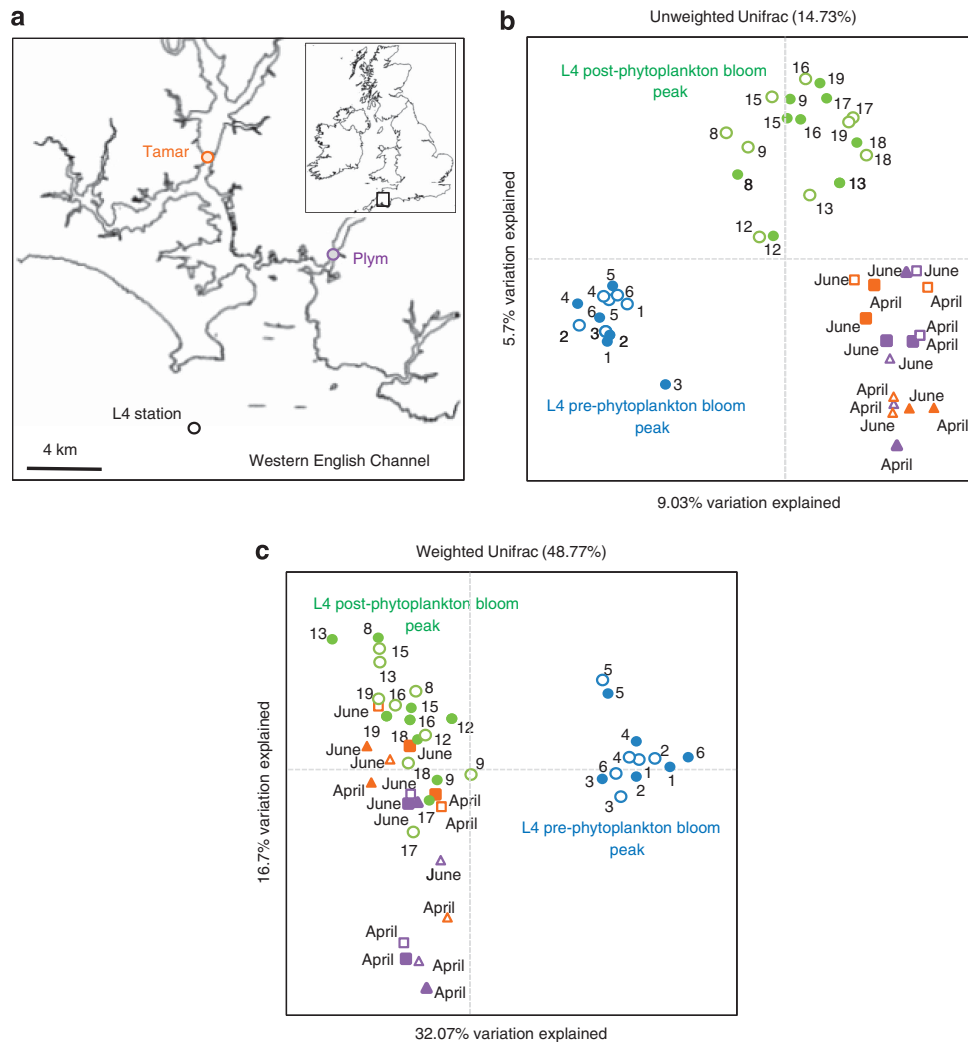 a
Tamar
Plym
L4 station
4 km
Western English Channel
b
Unweighted Unifrac (14.73%)
L4 post-phytoplankton bloom
peak
16
19
15
9
17
17
15
16
19
8
9
18
18
8
13
13
12
12
5
4
4
6
1
6
5
2
3
2
1
3
L4 pre-phytoplankton bloom
peak
June
June
June
April
April
June
April
June
April
June
April
June
April
June
April
April
5.7% variation explained
9.03% variation explained
c
Weighted Unifrac (48.77%)
L4 post-phytoplankton bloom
peak
13
8
15
13
19
16
8
June
15
16
12
19
18
12
June
June
June
9
18
April
June
9
April
June
17
April
June
17
June
April
April
April
April
April
5
5
4
4
2
6
6
1
3
1
2
3
L4 pre-phytoplankton bloom
peak
16.7% variation explained
32.07% variation explained